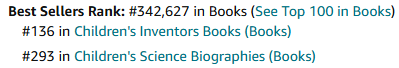 Best Sellers Rank: #342,627 in Books (See Top 100 in Books)
#136 in Children's Inventors Books (Books)
#293 in Children's Science Biographies (Books)